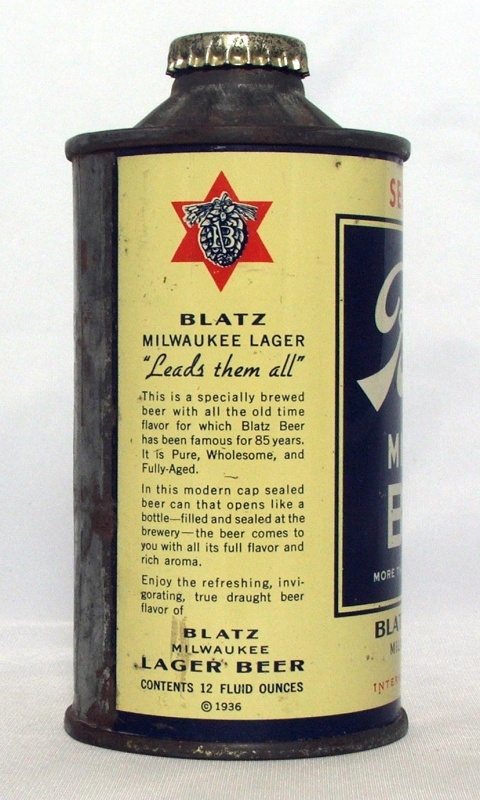 B
BLATZ
MILWAUKEE LAGER
"Leads them all"
This is a specially brewed
beer with all the old time
flavor for which Blatz Beer
has been famous for 85 years.
It is Pure, Wholesome, and
Fully-Aged.
In this modern cap sealed
beer can that opens like a
bottle—filled and sealed at the
brewery—the beer comes to
you with all its full flavor and
rich aroma.
Enjoy the refreshing, invi-
gorating, true draught beer
flavor of
BLATZ
MILWAUKEE
LAGER BEER
CONTENTS 12 FLUID OUNCES
© 1936
MORE